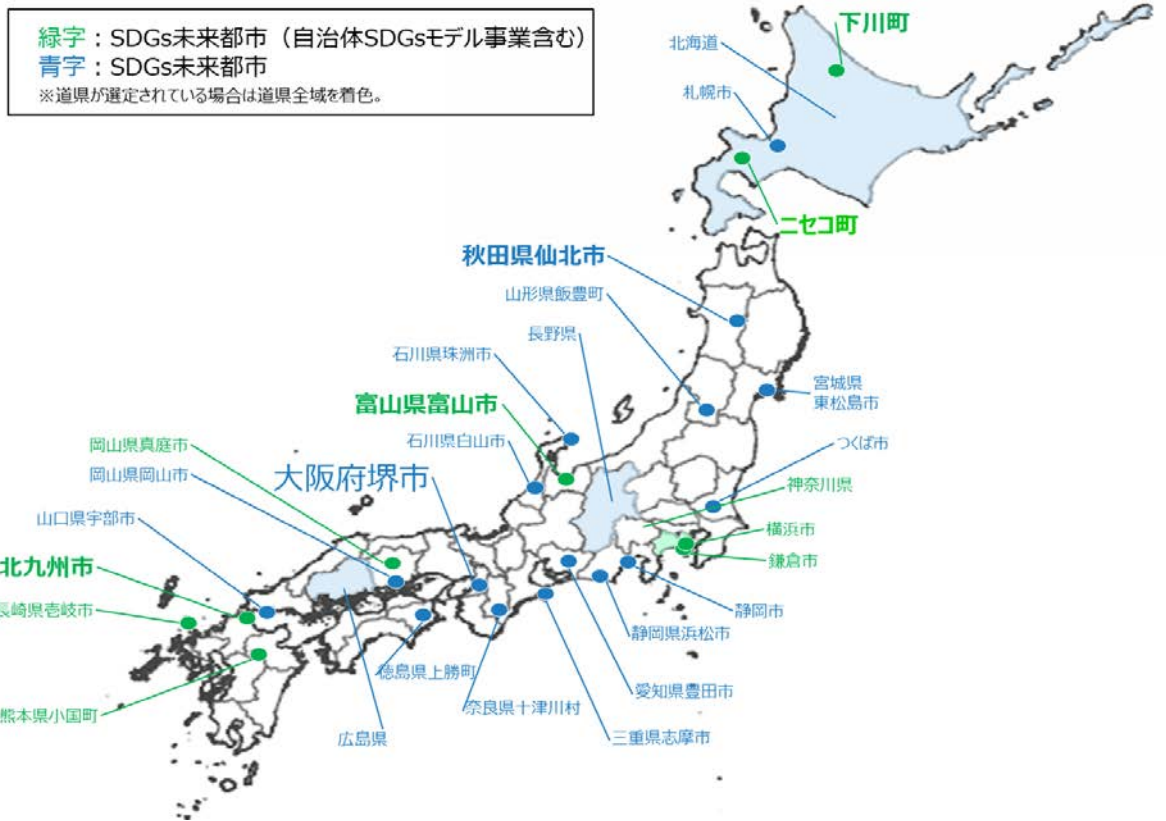 緑字：SDGs未来都市（自治体SDGsモデル事業含む）
青字：SDGs未来都市
※道県が選定されている場合は道県全域を着色。
下川町
北海道
札幌市
ニセコ町
秋田県仙北市
山形県飯豊町
長野県
石川県珠洲市
宮城県
東松島市
富山県富山市
石川県白山市
岡山県真庭市
つくば市
岡山県岡山市
大阪府堺市
神奈川県
山口県宇部市
横浜市
鎌倉市
北九州市
長崎県壱岐市
静岡市
静岡県浜松市
徳島県上勝町
愛知県豊田市
奈良県十津川村
熊本県小国町
広島県
三重県志摩市